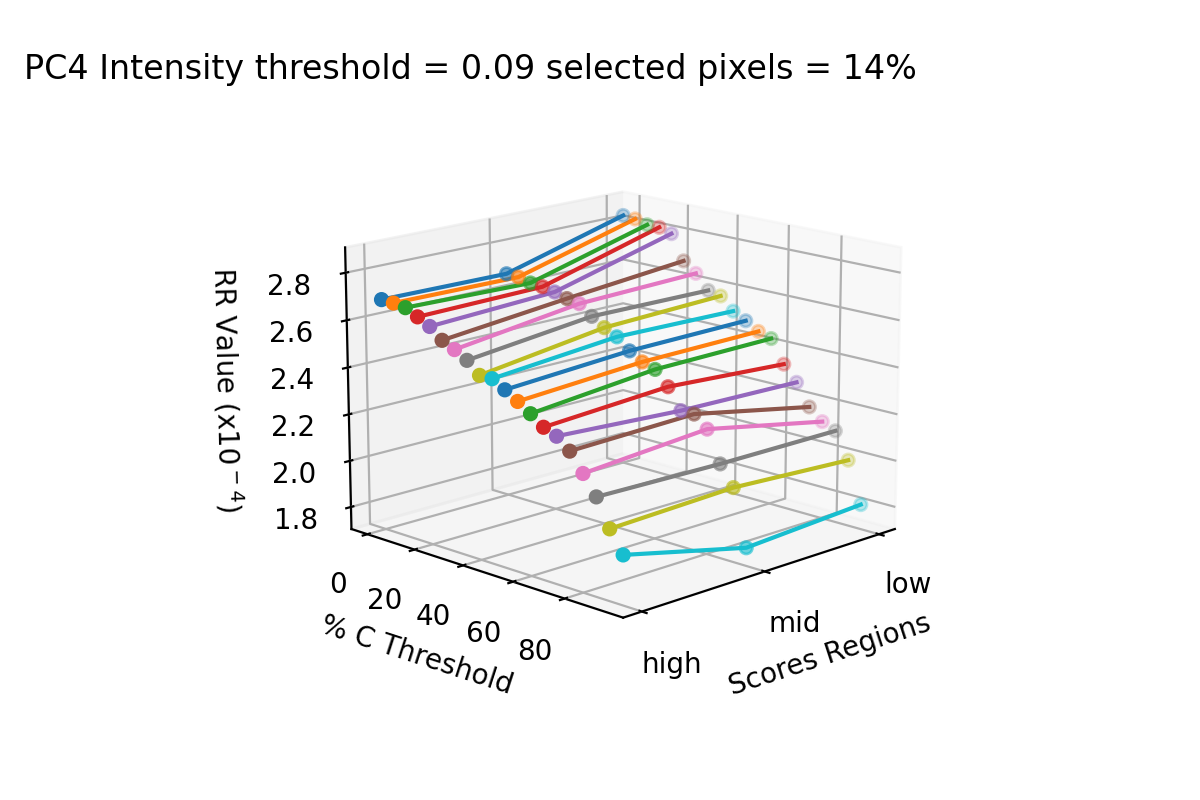 PC4 Intensity threshold = 0.09 selected pixels = 14%
RR Value (x10⁻⁴)
2.8
2.6
2.4
2.2
2.0
1.8
0
20
40
60
80
% C Threshold
high
mid
low
Scores Regions